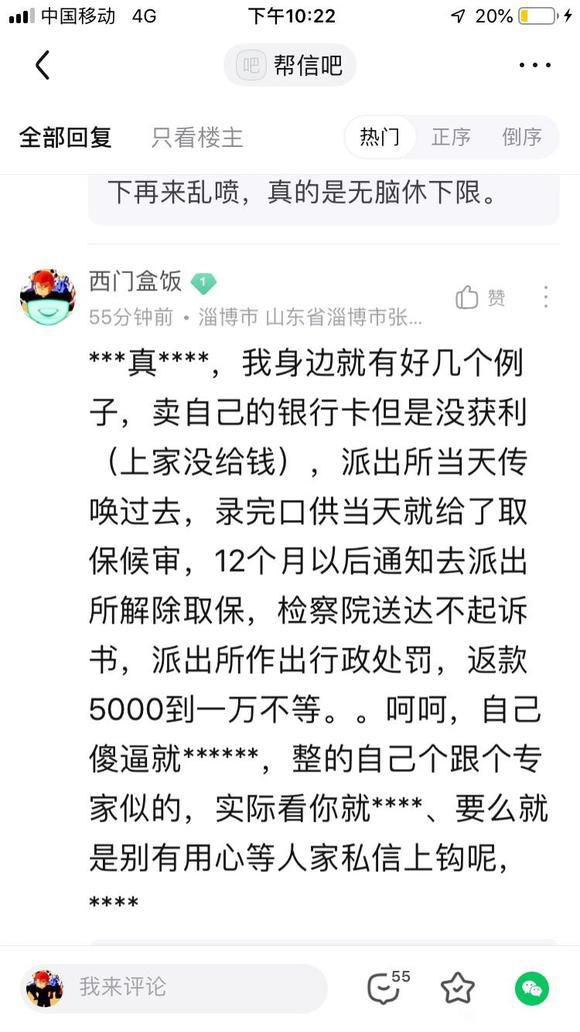 中国移动 4G 下午10:22 20%
吧 帮信吧
全部回复 只看楼主 热门 正序 倒序
下再来乱喷，真的是无脑休下限。
西门盒饭 1
55分钟前 • 淄博市 山东省淄博市张... 赞
***真****，我身边就有好几个例
子，卖自己的银行卡但是没获利
（上家没给钱），派出所当天传
唤过去，录完口供当天就给了取
保候审，12个月以后通知去派出
所解除取保，检察院送达不起诉
书，派出所作出行政处罚，返款
5000到一万不等。。呵呵，自己
傻逼就******，整的自己个跟个专
家似的，实际看你就****、要么就
是别有用心等人家私信上钩呢，
****
我来评论 55